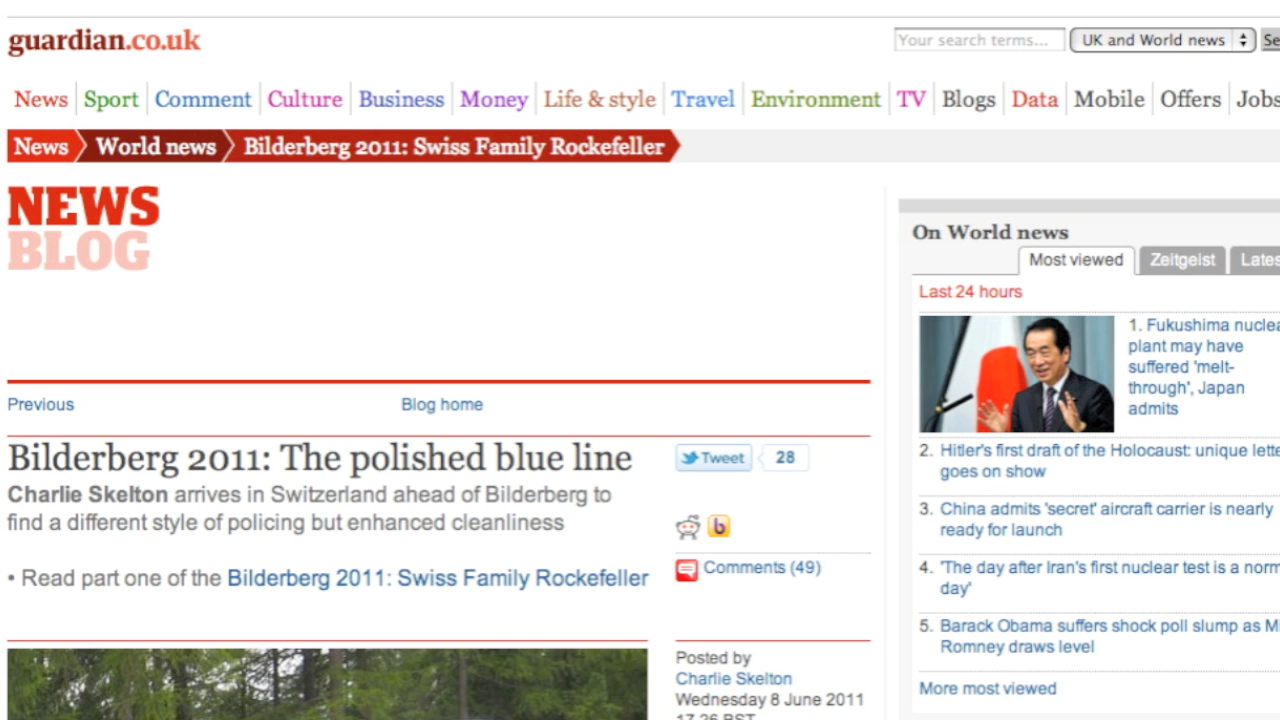 guardian.co.uk
Your search terms...
UK and World news
News Sport Comment Culture Business Money Life & style Travel Environment TV Blogs Data Mobile Offers Jobs
News World news Bilderberg 2011: Swiss Family Rockefeller
NEWS
BLOG
Previous
Blog home
Bilderberg 2011: The polished blue line
Charlie Skelton arrives in Switzerland ahead of Bilderberg to
find a different style of policing but enhanced cleanliness
• Read part one of the Bilderberg 2011: Swiss Family Rockefeller
Tweet 28
Comments (49)
Posted by
Charlie Skelton
Wednesday 8 June 2011
17.26 BST
On World news
Most viewed Zeitgeist
Last 24 hours
1. Fukushima
plant may have
suffered 'melt-
through', Japan
admits
2. Hitler's first draft of the Holocaust: unique
goes on show
3. China admits 'secret' aircraft carrier is nearly
ready for launch
4. 'The day after Iran's first nuclear test is a
day'
5. Barack Obama suffers shock poll slump as
Romney draws level
More most viewed